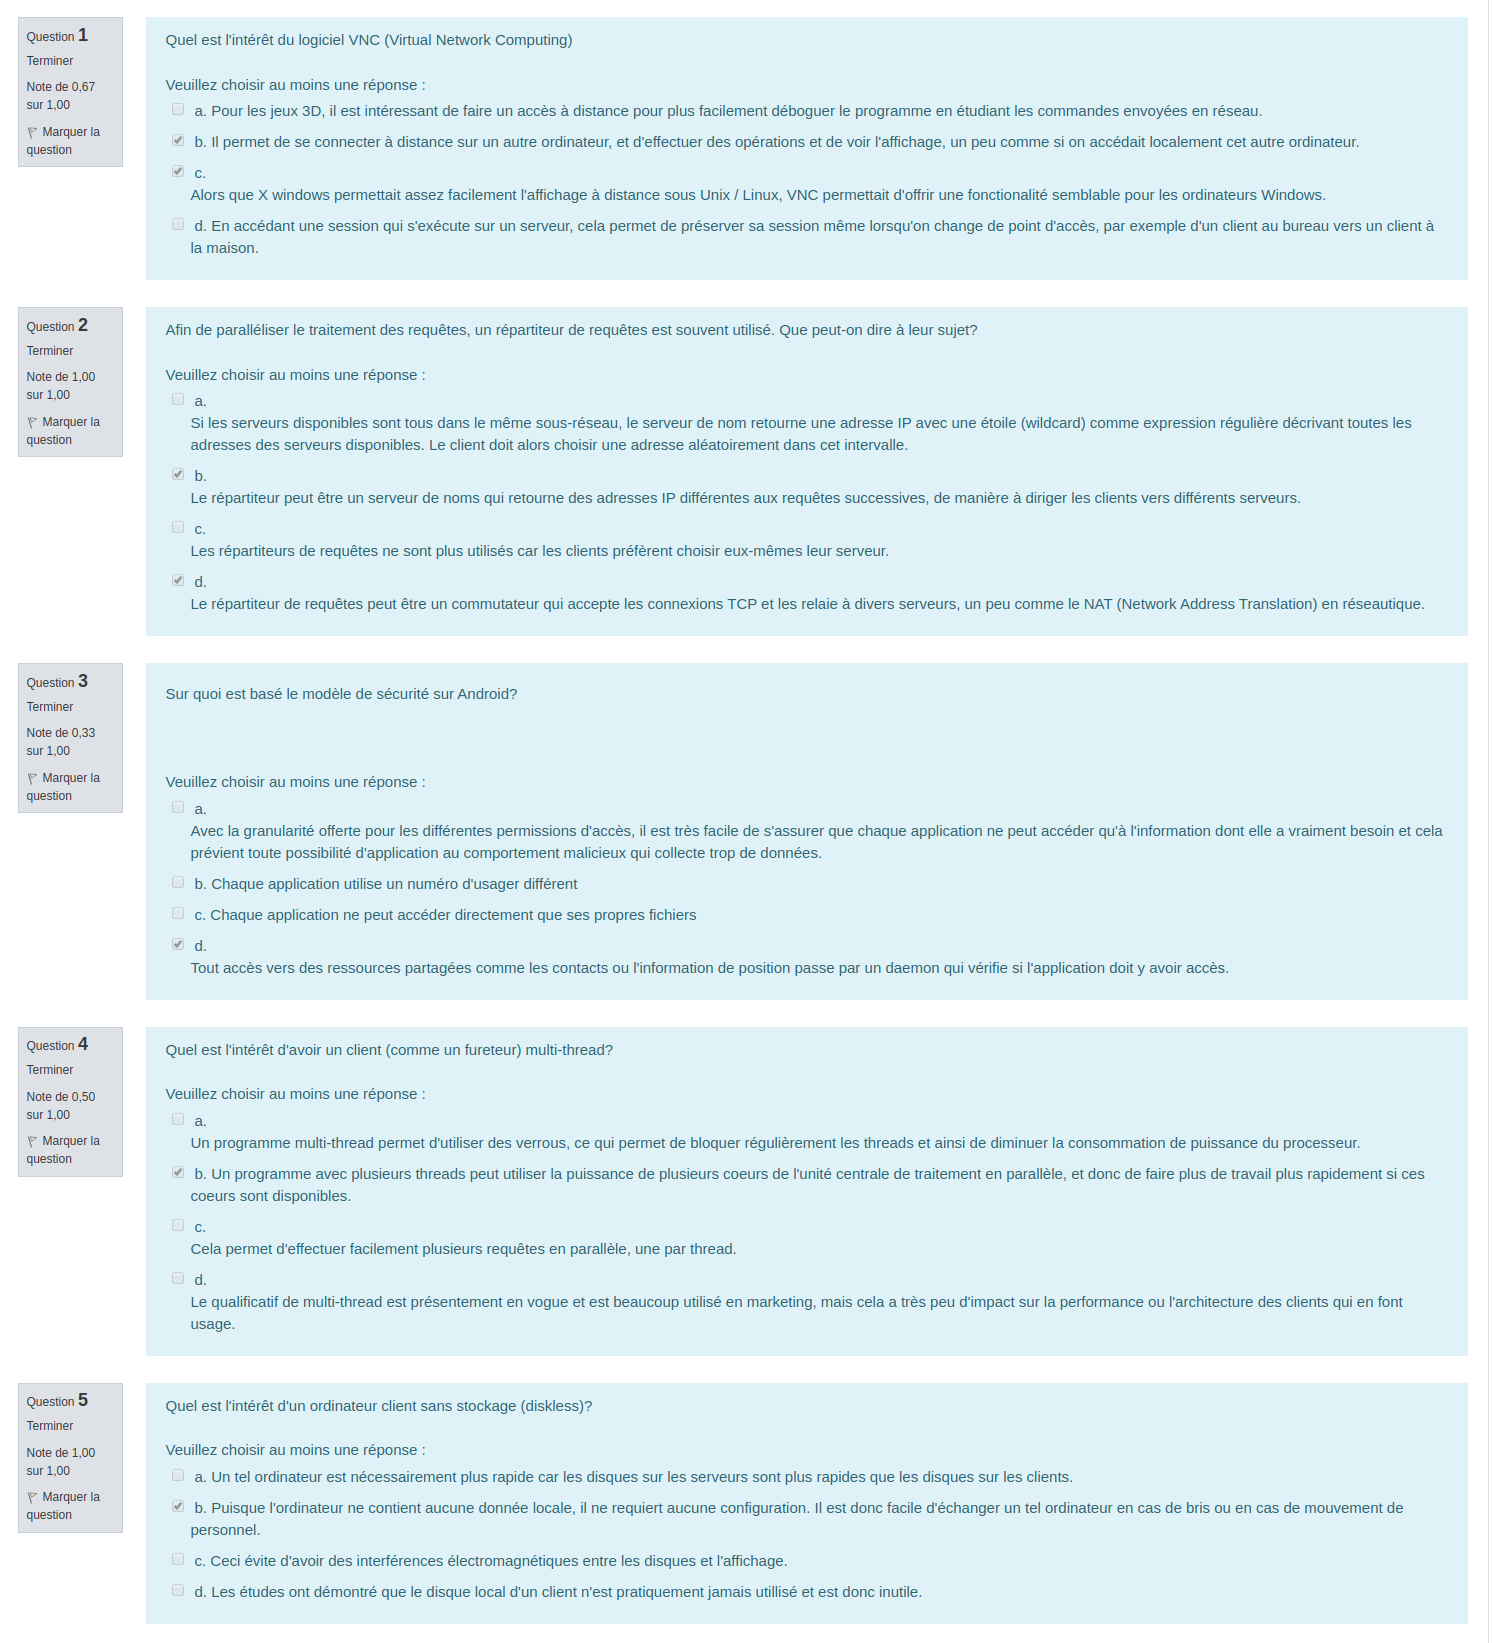 Question 1
Terminer
Note de 0,67
sur 1,00
Marquer la
question
Quel est l'intérêt du logiciel VNC (Virtual Network Computing)
Veuillez choisir au moins une réponse :
a. Pour les jeux 3D, il est intéressant de faire un accès à distance pour plus facilement déboguer le programme en étudiant les commandes envoyées en réseau.
b. Il permet de se connecter à distance sur un autre ordinateur, et d'effectuer des opérations et de voir l'affichage, un peu comme si on accédait localement cet autre ordinateur.
c.
Alors que X windows permettait assez facilement l'affichage à distance sous Unix / Linux, VNC permettait d'offrir une fonctionalité semblable pour les ordinateurs Windows.
d. En accédant une session qui s'exécute sur un serveur, cela permet de préserver sa session même lorsqu'on change de point d'accès, par exemple d'un client au bureau vers un client à
la maison.
Question 2
Terminer
Note de 1,00
sur 1,00
Marquer la
question
Afin de paralléliser le traitement des requêtes, un répartiteur de requêtes est souvent utilisé. Que peut-on dire à leur sujet?
Veuillez choisir au moins une réponse :
a.
Si les serveurs disponibles sont tous dans le même sous-réseau, le serveur de nom retourne une adresse IP avec une étoile (wildcard) comme expression régulière décrivant toutes les
adresses des serveurs disponibles. Le client doit alors choisir une adresse aléatoirement dans cet intervalle.
b.
Le répartiteur peut être un serveur de noms qui retourne des adresses IP différentes aux requêtes successives, de manière à diriger les clients vers différents serveurs.
c.
Les répartiteurs de requêtes ne sont plus utilisés car les clients préfèrent choisir eux-mêmes leur serveur.
d.
Le répartiteur de requêtes peut être un commutateur qui accepte les connexions TCP et les relaie à divers serveurs, un peu comme le NAT (Network Address Translation) en réseautique.
Question 3
Terminer
Note de 0,33
sur 1,00
Marquer la
question
Sur quoi est basé le modèle de sécurité sur Android?
Veuillez choisir au moins une réponse :
a.
Avec la granularité offerte pour les différentes permissions d'accès, il est très facile de s'assurer que chaque application ne peut accéder qu'à l'information dont elle a vraiment besoin et cela
prévient toute possibilité d'application au comportement malicieux qui collecte trop de données.
b. Chaque application utilise un numéro d'usager différent
c. Chaque application ne peut accéder directement que ses propres fichiers
d.
Tout accès vers des ressources partagées comme les contacts ou l'information de position passe par un daemon qui vérifie si l'application doit y avoir accès.
Question 4
Terminer
Note de 0,50
sur 1,00
Marquer la
question
Quel est l'intérêt d'avoir un client (comme un fureteur) multi-thread?
Veuillez choisir au moins une réponse :
a.
Un programme multi-thread permet d'utiliser des verrous, ce qui permet de bloquer régulièrement les threads et ainsi de diminuer la consommation de puissance du processeur.
b. Un programme avec plusieurs threads peut utiliser la puissance de plusieurs coeurs de l'unité centrale de traitement en parallèle, et donc de faire plus de travail plus rapidement si ces
coeurs sont disponibles.
c.
Cela permet d'effectuer facilement plusieurs requêtes en parallèle, une par thread.
d.
Le qualificatif de multi-thread est présentement en vogue et est beaucoup utilisé en marketing, mais cela a très peu d'impact sur la performance ou l'architecture des clients qui en font
usage.
Question 5
Terminer
Note de 1,00
sur 1,00
Marquer la
question
Quel est l'intérêt d'un ordinateur client sans stockage (diskless)?
Veuillez choisir au moins une réponse :
a. Un tel ordinateur est nécessairement plus rapide car les disques sur les serveurs sont plus rapides que les disques sur les clients.
b. Puisque l'ordinateur ne contient aucune donnée locale, il ne requiert aucune configuration. Il est donc facile d'échanger un tel ordinateur en cas de bris ou en cas de mouvement de
personnel.
c. Ceci évite d'avoir des interférences électromagnétiques entre les disques et l'affichage.
d. Les études ont démontré que le disque local d'un client n'est pratiquement jamais utillisé et est donc inutile.